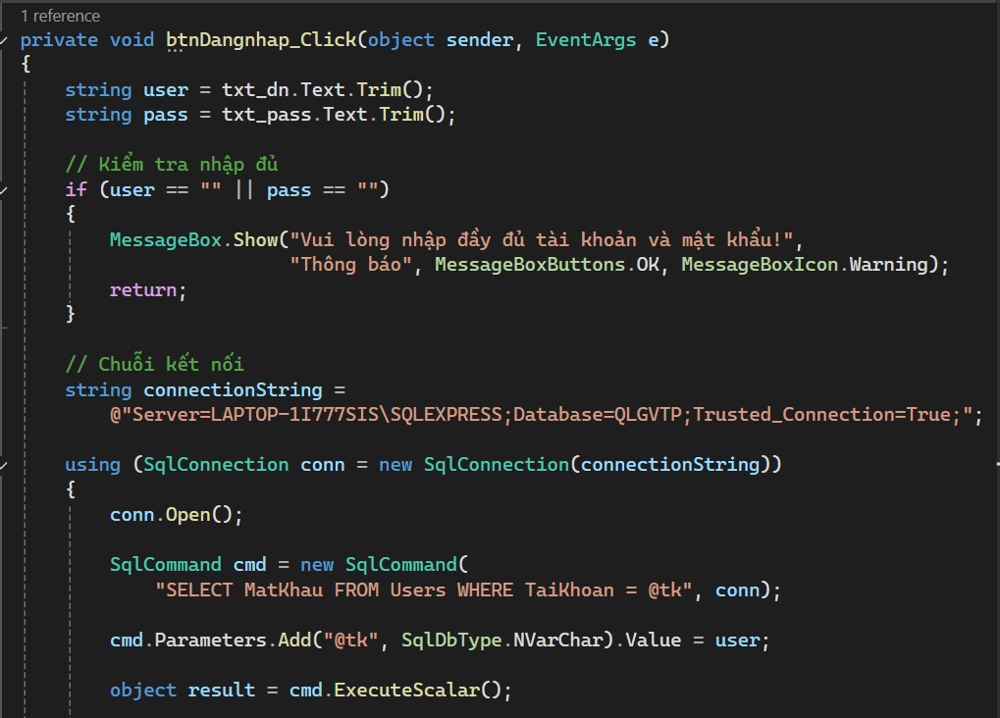 1 reference
private void btnDangnhap_Click(object sender, EventArgs e)
{
string user = txt_dn.Text.Trim();
string pass = txt_pass.Text.Trim();
// Kiểm tra nhập đủ
if (user == "" || pass == "")
{
MessageBox.Show("Vui lòng nhập đầy đủ tài khoản và mật khẩu!",
"Thông báo", MessageBoxButtons.OK, MessageBoxIcon.Warning);
return;
}
// Chuỗi kết nối
string connectionString =
@"Server=LAPTOP-1I777SIS\SQLEXPRESS;Database=QLGVTP;Trusted_Connection=True;";
using (SqlConnection conn = new SqlConnection(connectionString))
{
conn.Open();
SqlCommand cmd = new SqlCommand(
"SELECT MatKhau FROM Users WHERE TaiKhoan = @tk", conn);
cmd.Parameters.Add("@tk", SqlDbType.NVarChar).Value = user;
object result = cmd.ExecuteScalar();